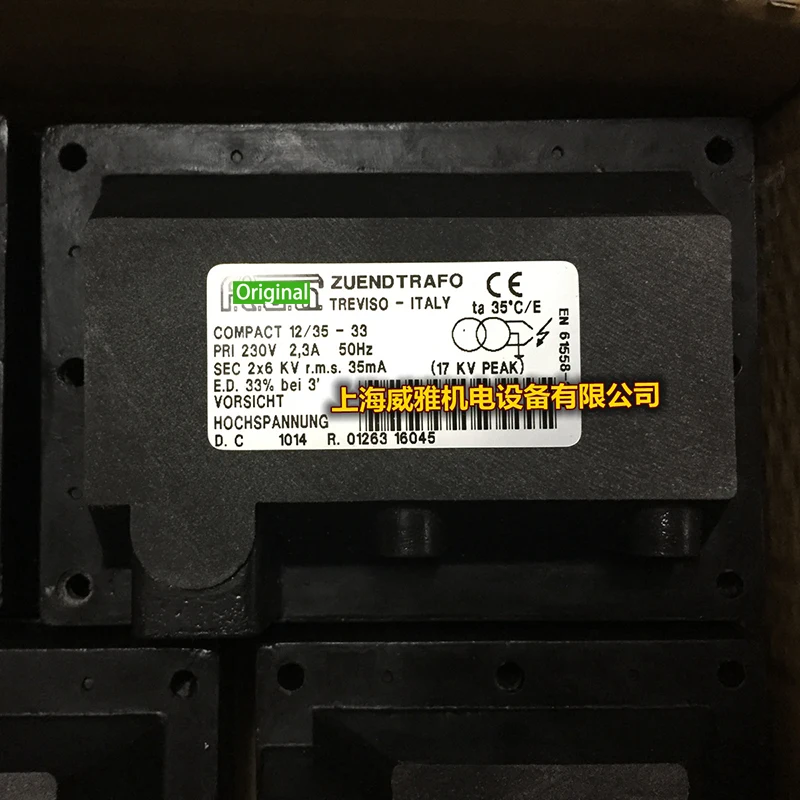 Original
ZUENDTRAFO
TREVISO - ITALY
CE
ta 35°C/E
COMPACT 12/35 - 33
PRI 230V 2,3A 50Hz
SEC 2x6 KV r.m.s. 35mA
(17 KV PEAK)
E.D. 33% bei 3'
VORSICHT
HOCHSPANNUNG
D. C 1014 R. 01263 16045
EN 61558-
上海威雅机电设备有限公司